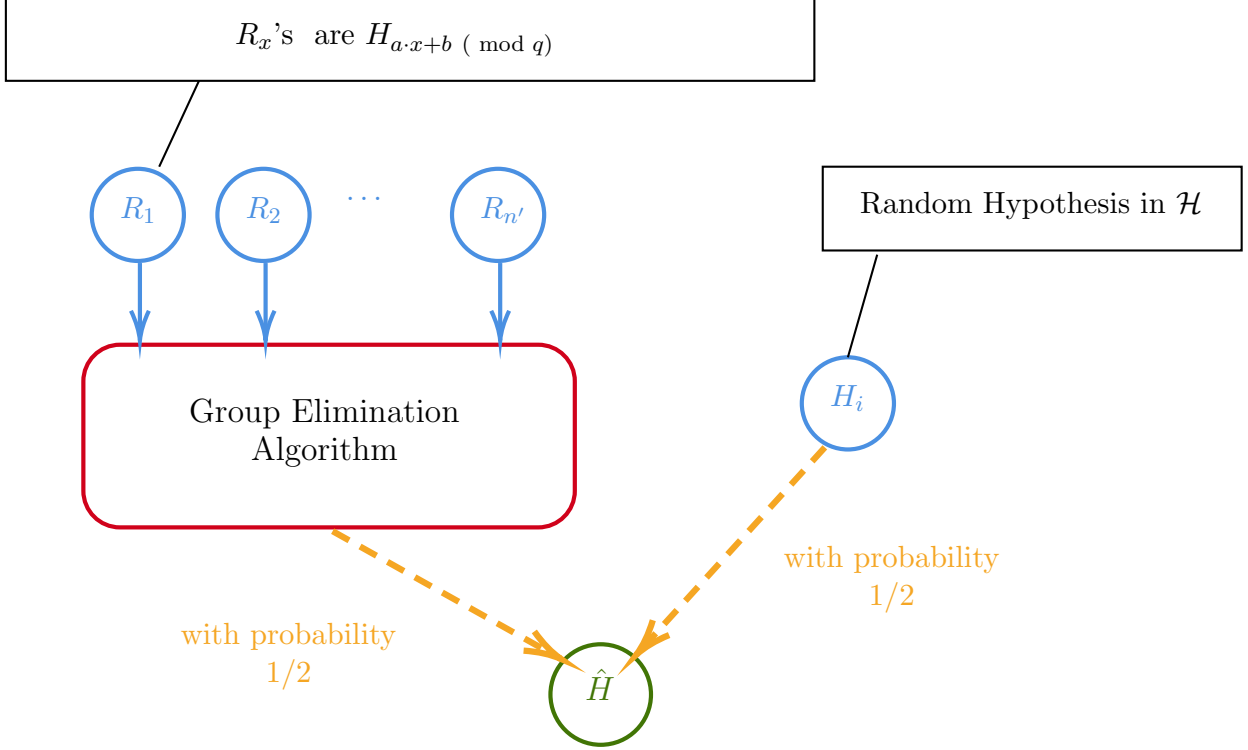 R_x's are H_{a·x+b ( mod q)}
R_1 R_2 ... R_{n'}
Random Hypothesis in ℋ
Group Elimination
Algorithm
H_i
with probability
1/2
with probability
1/2
Ĥ